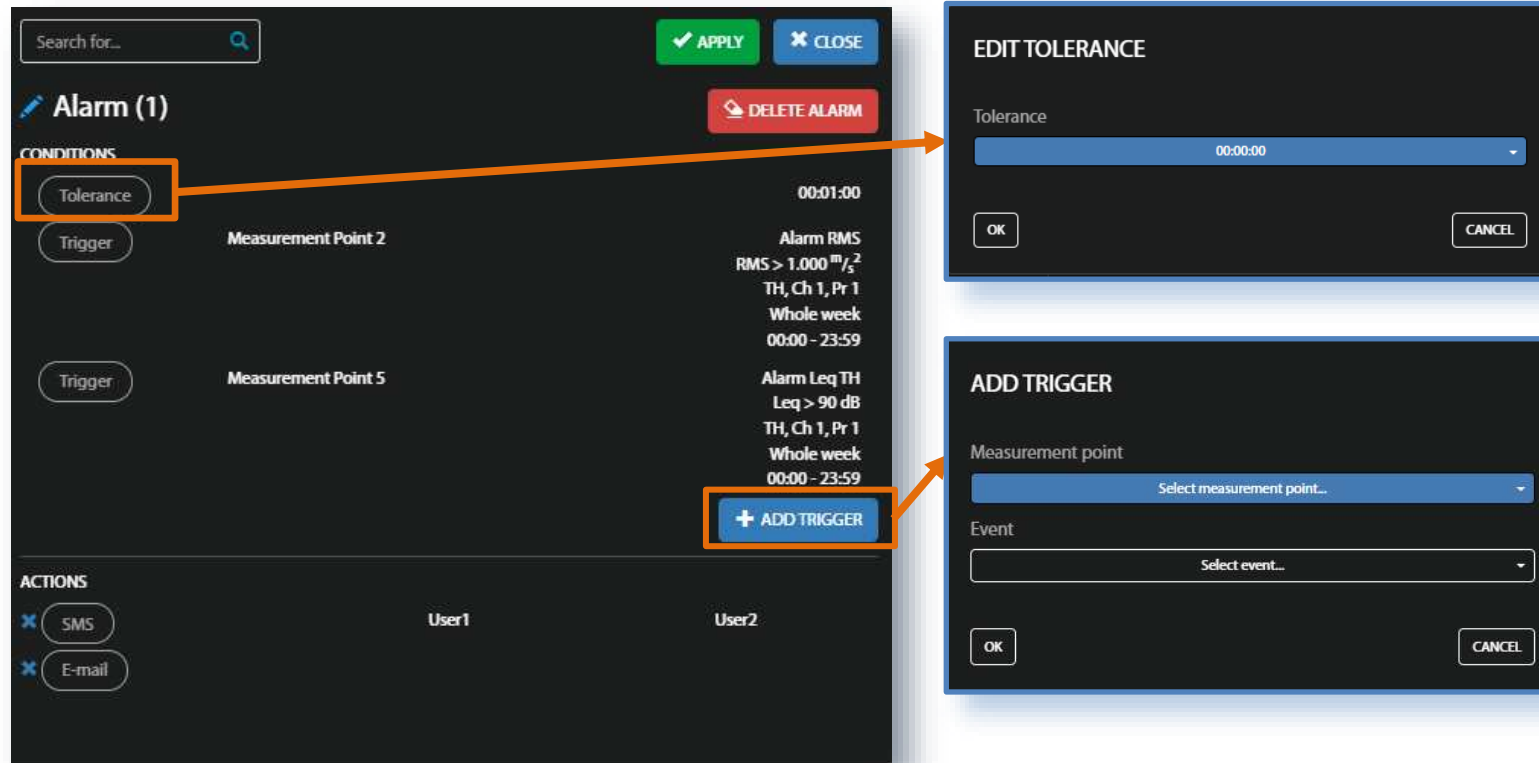 Search for...
APPLY
CLOSE
Alarm (1)
DELETE ALARM
CONDITIONS
Tolerance
00:01:00
Trigger
Measurement Point 2
Alarm RMS
RMS > 1.000 m/s2
TH, Ch 1, Pr 1
Whole week
00:00 - 23:59
Trigger
Measurement Point 5
Alarm Leq TH
Leq > 90 dB
TH, Ch 1, Pr 1
Whole week
00:00 - 23:59
ADD TRIGGER
ACTIONS
SMS
User1
User2
E-mail
EDIT TOLERANCE
Tolerance
00:00:00
OK
CANCEL
ADD TRIGGER
Measurement point
Select measurement point...
Event
Select event...
OK
CANCEL